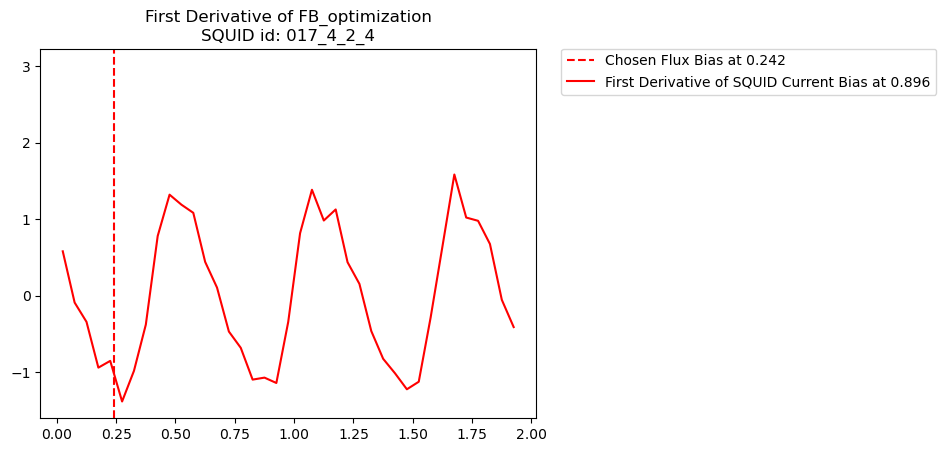 First Derivative of FB_optimization
SQUID id: 017_4_2_4
Chosen Flux Bias at 0.242
First Derivative of SQUID Current Bias at 0.896
3
2
1
0
−1
0.00 0.25 0.50 0.75 1.00 1.25 1.50 1.75 2.00